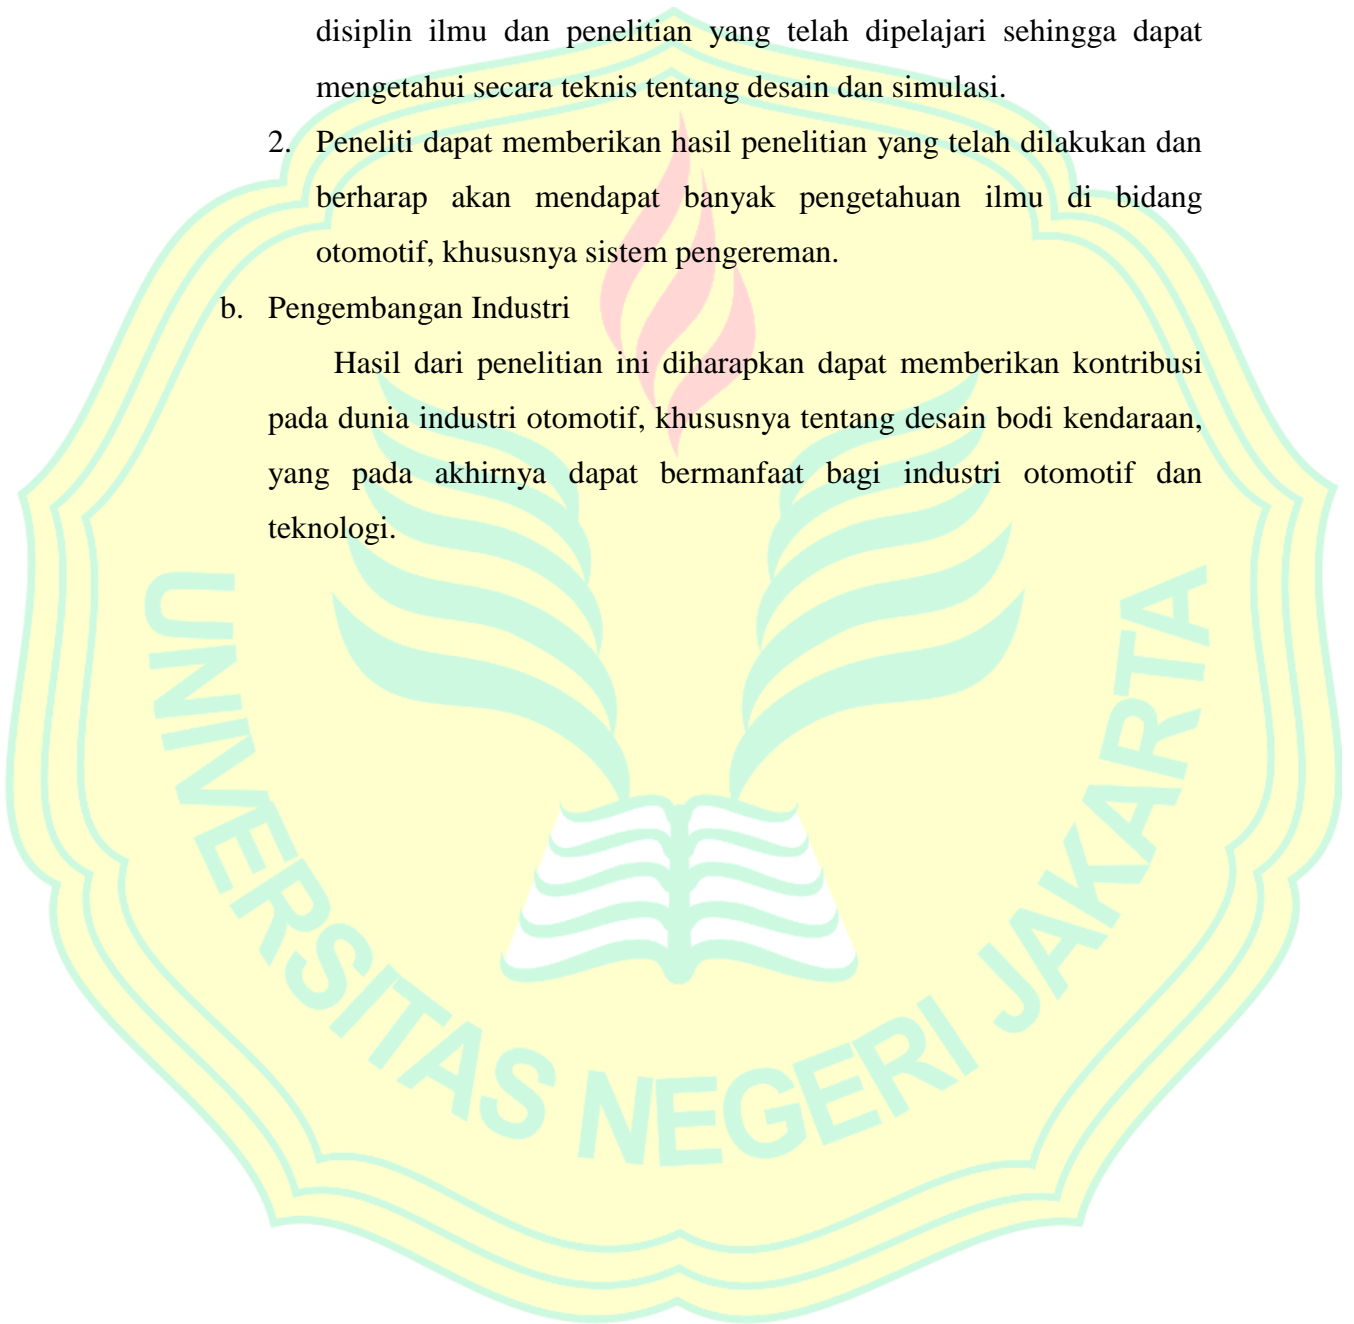 disiplin ilmu dan penelitian yang telah dipelajari sehingga dapat
mengetahui secara teknis tentang desain dan simulasi.
2. Peneliti dapat memberikan hasil penelitian yang telah dilakukan dan
berharap akan mendapat banyak pengetahuan ilmu di bidang
otomotif, khususnya sistem pengereman.
b. Pengembangan Industri
Hasil dari penelitian ini diharapkan dapat memberikan kontribusi
pada dunia industri otomotif, khususnya tentang desain bodi kendaraan,
yang pada akhirnya dapat bermanfaat bagi industri otomotif dan
teknologi.
UNIVERSITAS NEGERI JAKARTA